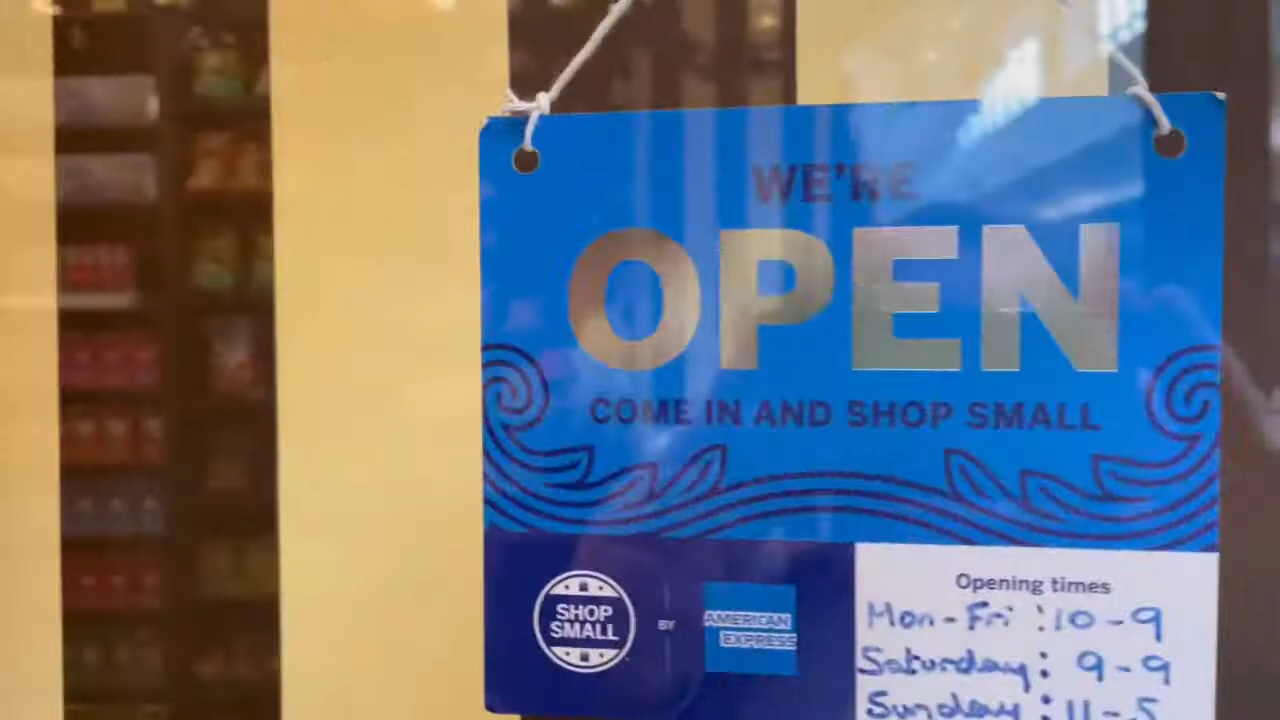 WE'RE
OPEN
COME IN AND SHOP SMALL
SHOP
SMALL
BY
AMERICAN
EXPRESS
Opening times
Mon-Fri : 10-9
Saturday : 9-9
Sunday : 11-5